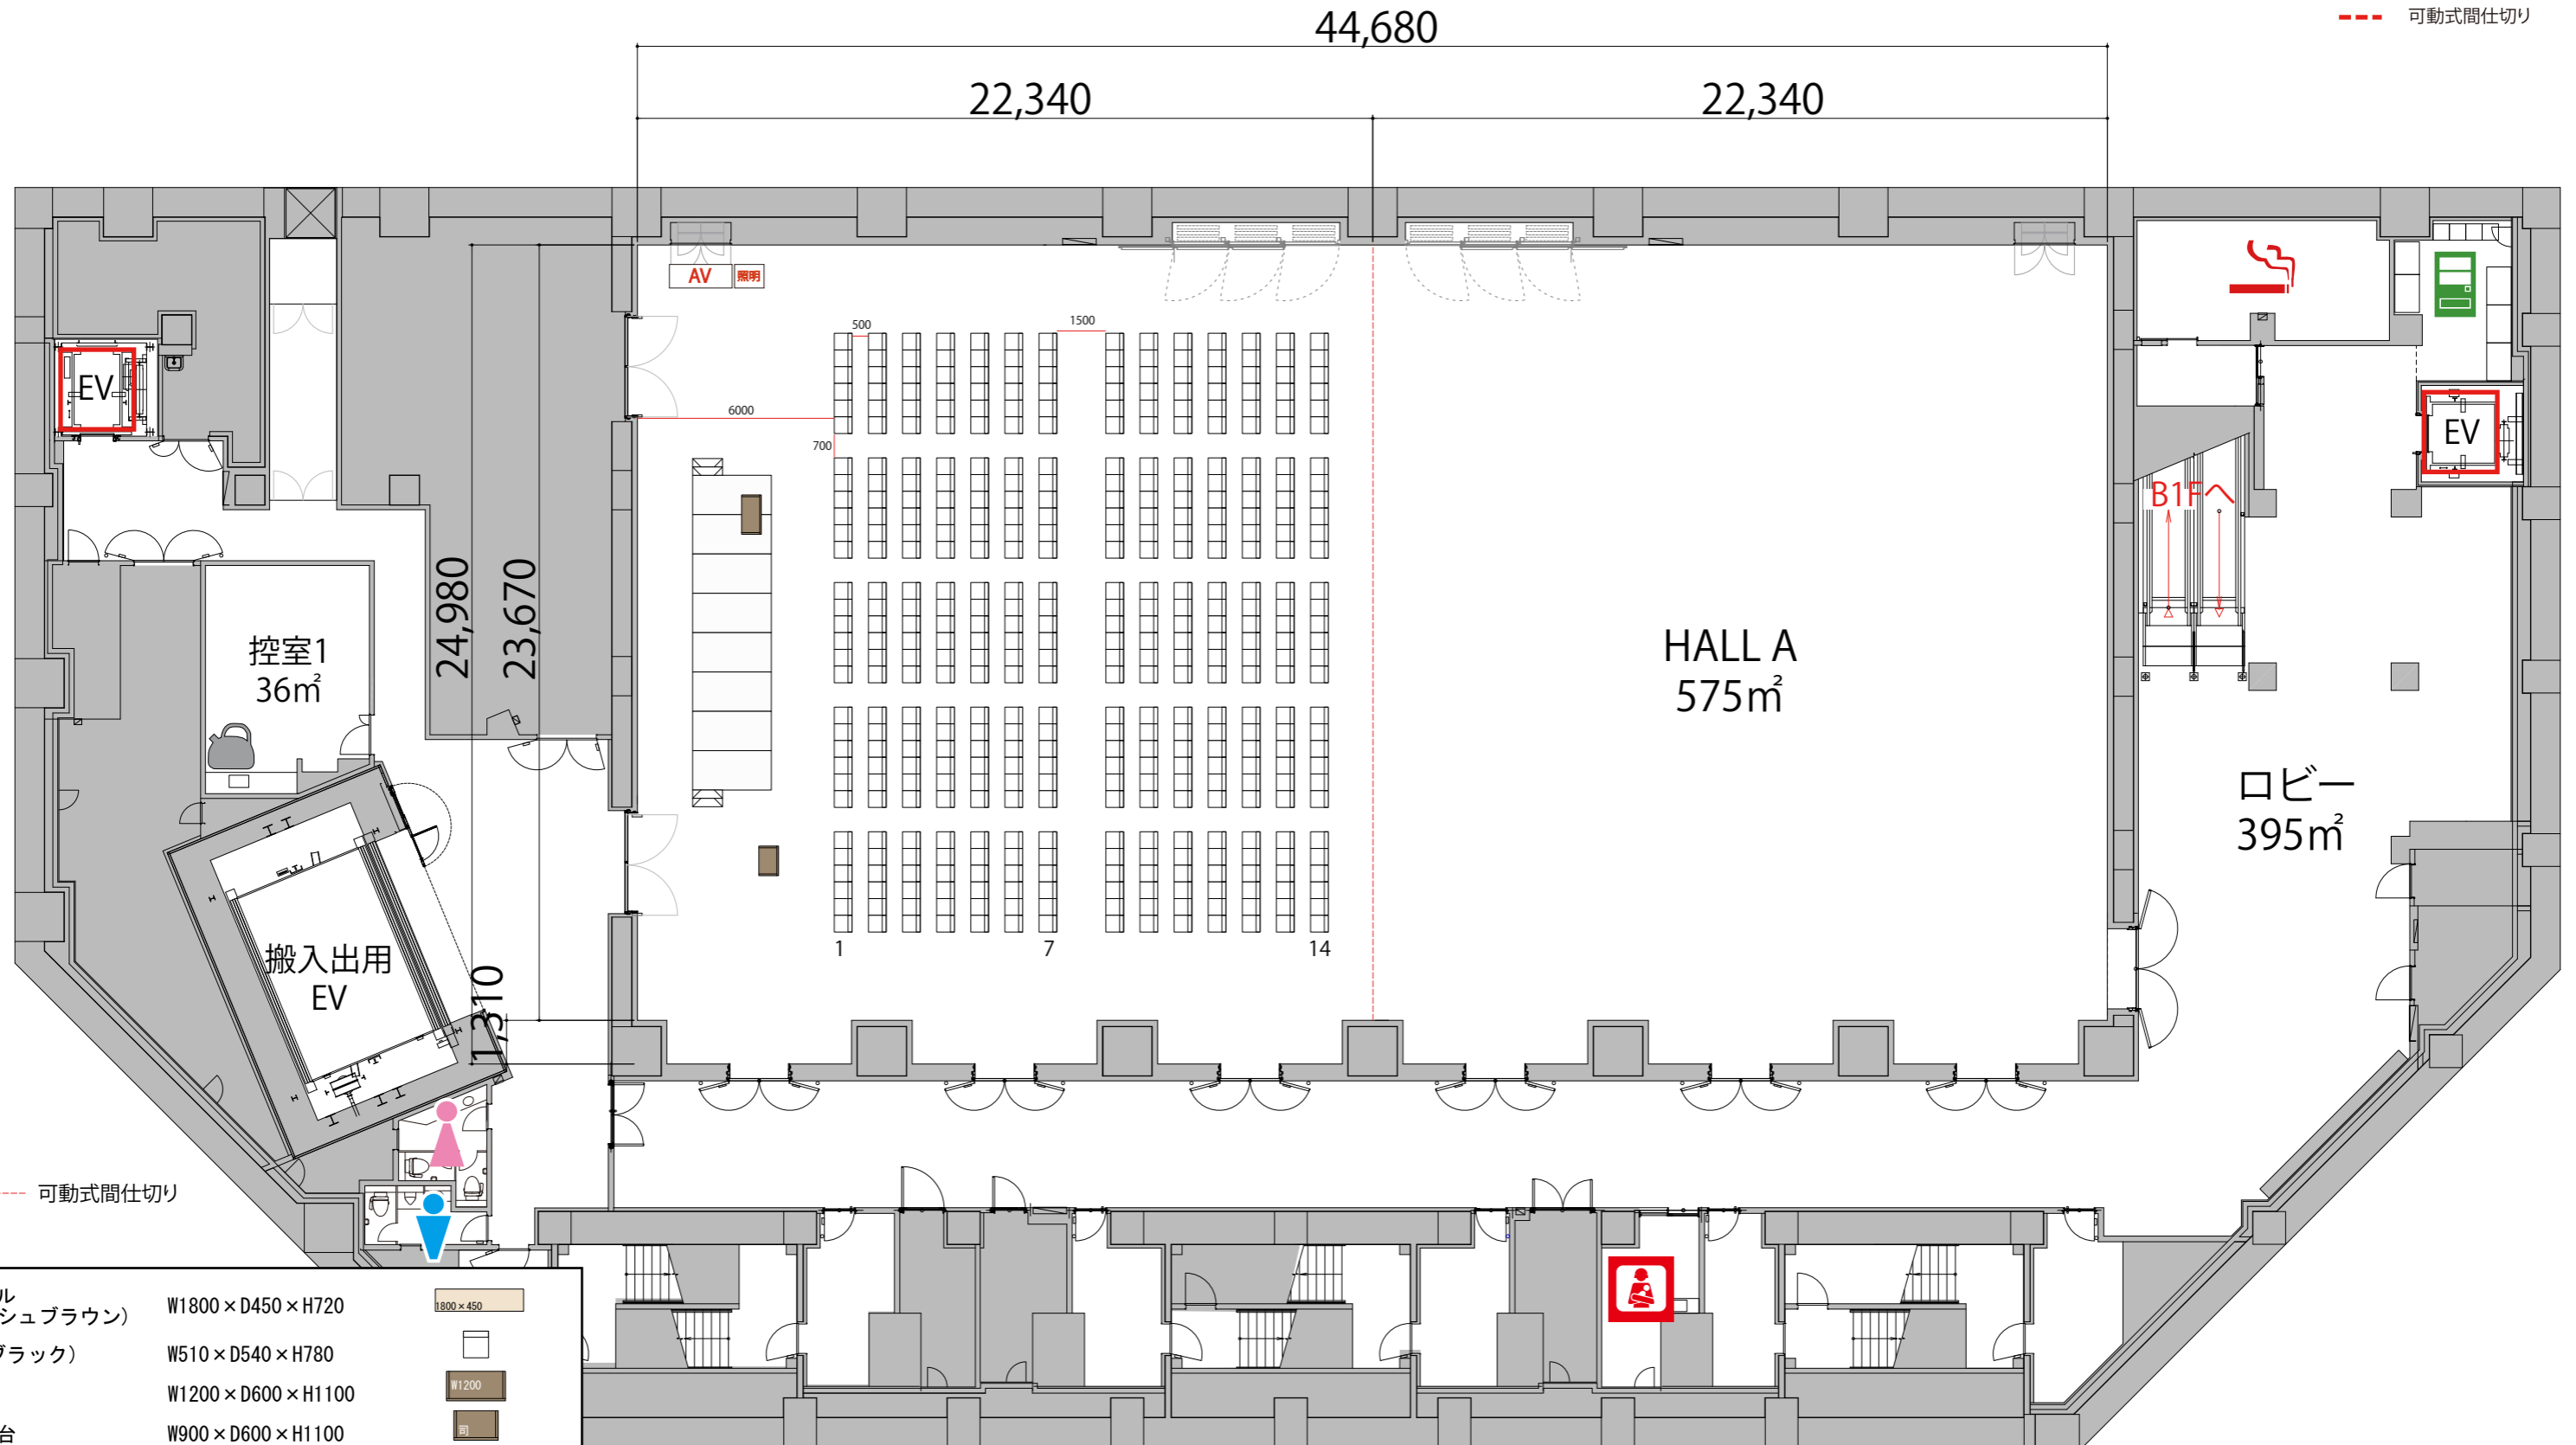 44,680
可動式間仕切り
22,340
22,340
AV
照明
500
1500
EV
6000
700
EV
B1Fへ
24,980
23,670
控室1
36㎡
HALL A
575㎡
ロビー
395㎡
1
7
14
搬入出用
EV
1,310
可動式間仕切り
ル
シュブラウン）
W1800×D450×H720
1800×450
ブラック）
W510×D540×H780
W1200×D600×H1100
W1200
台
W900×D600×H1100
司